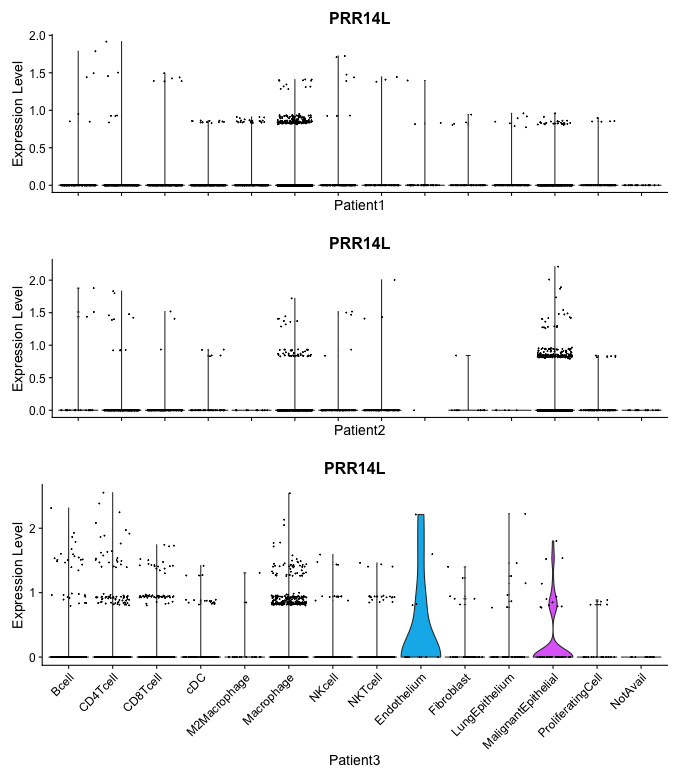 PRR14L
Expression Level
2.0
1.5
1.0
0.5
0.0
Patient1
PRR14L
Expression Level
2.0
1.5
1.0
0.5
0.0
Patient2
PRR14L
Expression Level
2
1
0
Bcell
CD4Tcell
CD8Tcell
cDC
M2Macrophage
Macrophage
NKcell
NKTcell
Endothelium
Fibroblast
LungEpithelium
MalignantEpithelial
ProliferatingCell
NotAvail
Patient3